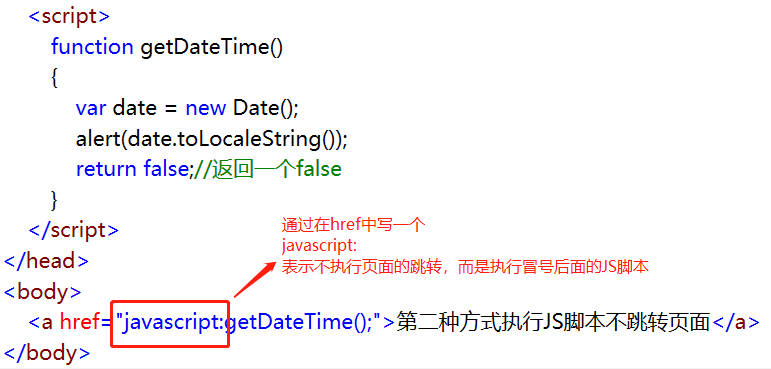 <script>
function getDateTime()
{
var date = new Date();
alert(date.toLocaleString());
return false;//返回一个false
}
</script>
通过在href中写一个
javascript:
表示不执行页面的跳转，而是执行冒号后面的JS脚本
</head>
<body>
<a href="javascript:getDateTime();">第二种方式执行JS脚本不跳转页面</a>
</body>